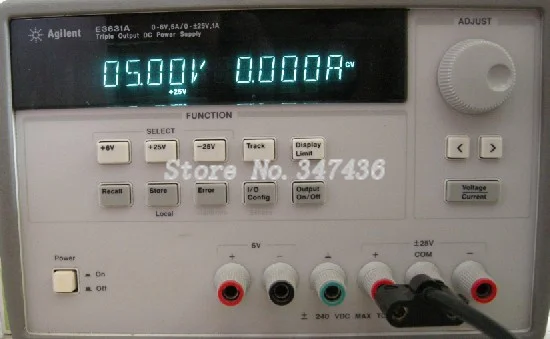 Agilent E3631A 0-6V,5A/0-±25V,1A
Triple Output DC Power Supply
ADJUST
05.00V 0.000A CV
+25V
FUNCTION
SELECT
+6V +25V -25V Track Display Limit
Store No. 347436
Recall Store Error I/O Config Output On/Off
Local
Voltage
Current
6V ±25V
COM
+ - + -
Power
On
Off
± 240 VDC MAX TO